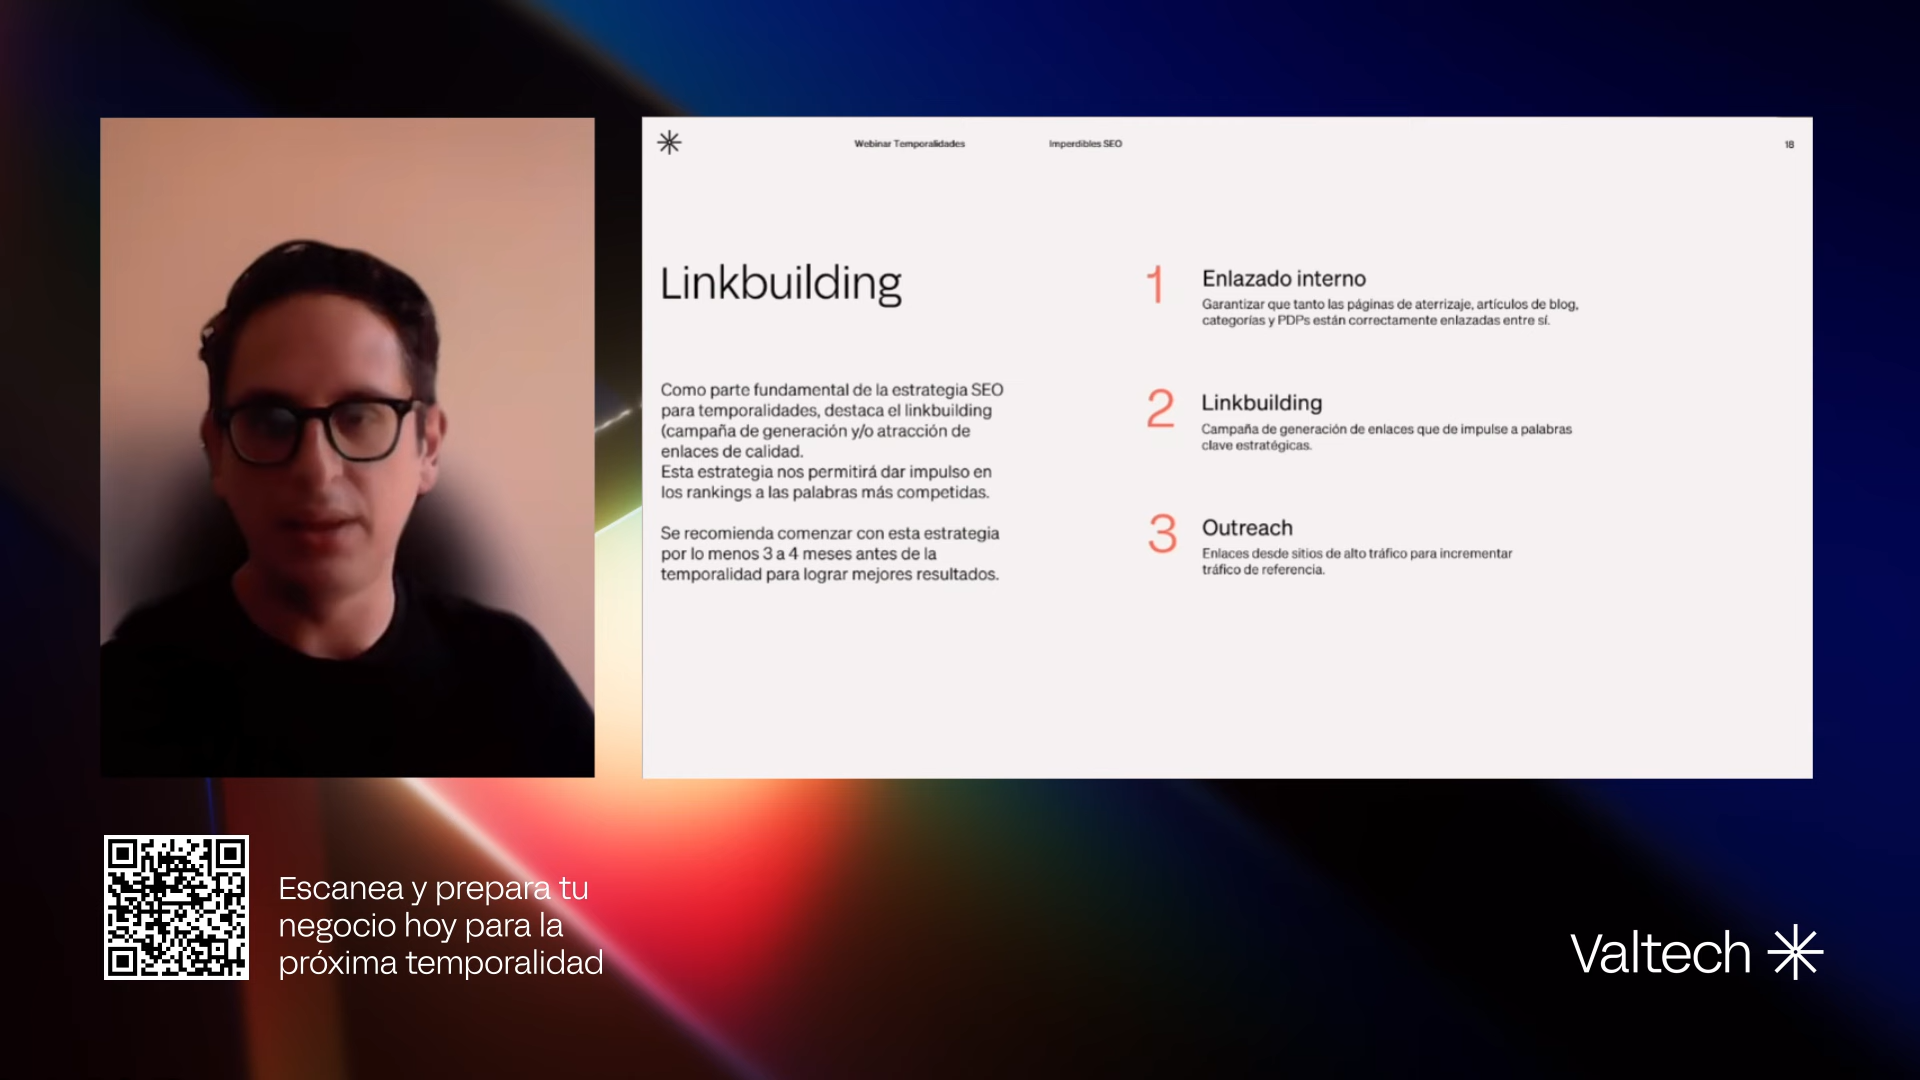 Webinar Temporalidades
Imperdibles SEO
18
Linkbuilding
Como parte fundamental de la estrategia SEO
para temporalidades, destaca el linkbuilding
(campaña de generación y/o atracción de
enlaces de calidad.
Esta estrategia nos permitirá dar impulso en
los rankings a las palabras más competidas.
Se recomienda comenzar con esta estrategia
por lo menos 3 a 4 meses antes de la
temporalidad para lograr mejores resultados.
1
Enlazado interno
Garantizar que tanto las páginas de aterrizaje, artículos de blog,
categorías y PDPs están correctamente enlazadas entre sí.
2
Linkbuilding
Campaña de generación de enlaces que de impulse a palabras
clave estratégicas.
3
Outreach
Enlaces desde sitios de alto tráfico para incrementar
tráfico de referencia.
Escanea y prepara tu
negocio hoy para la
próxima temporalidad
Valtech